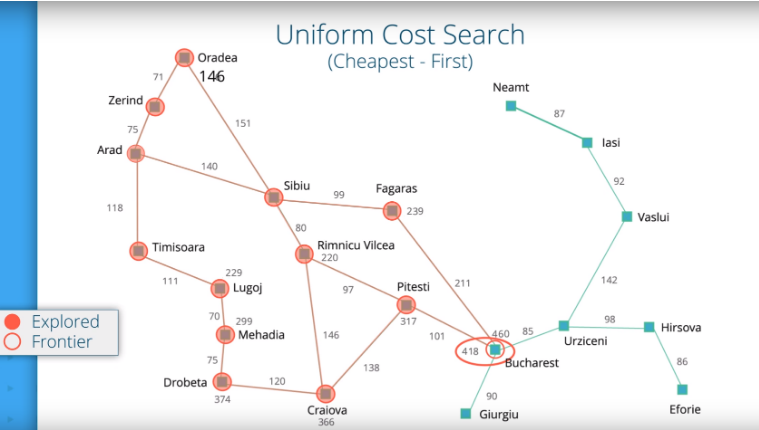 Uniform Cost Search
(Cheapest - First)
Oradea
146
71
Zerind
151
75
Arad
140
Neamt
87
Iasi
92
Sibiu
99
Fagaras
239
118
80
Vaslui
Timisoara
Rimnicu Vilcea
220
111
229
Lugoj
97
Pitesti
211
142
317
Explored
Frontier
70
299
Mehadia
146
101
460
418
85
98
Hirsova
Urziceni
Bucharest
75
138
86
Drobeta
374
120
90
Craiova
366
Giurgiu
Eforie